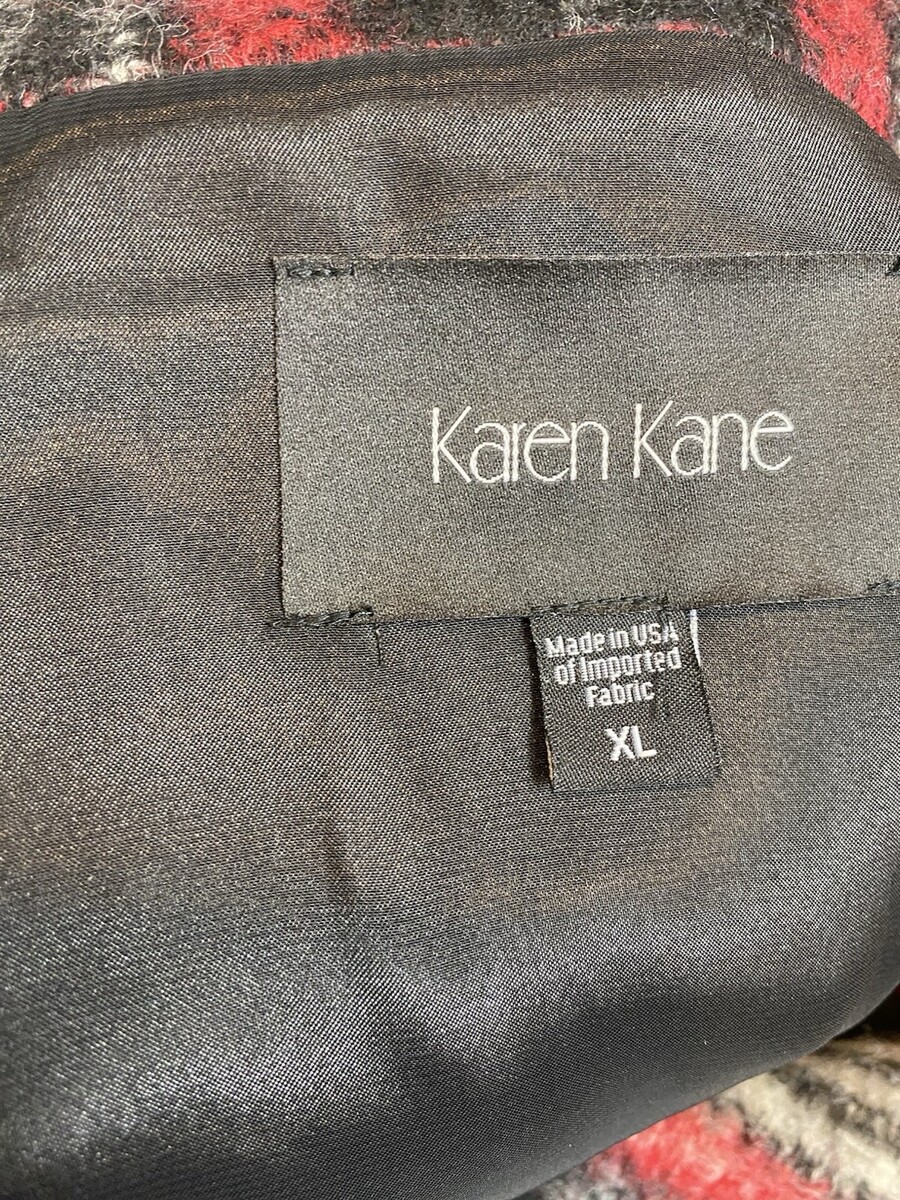 Karen Kane
Made in USA
of Imported
Fabric
XL